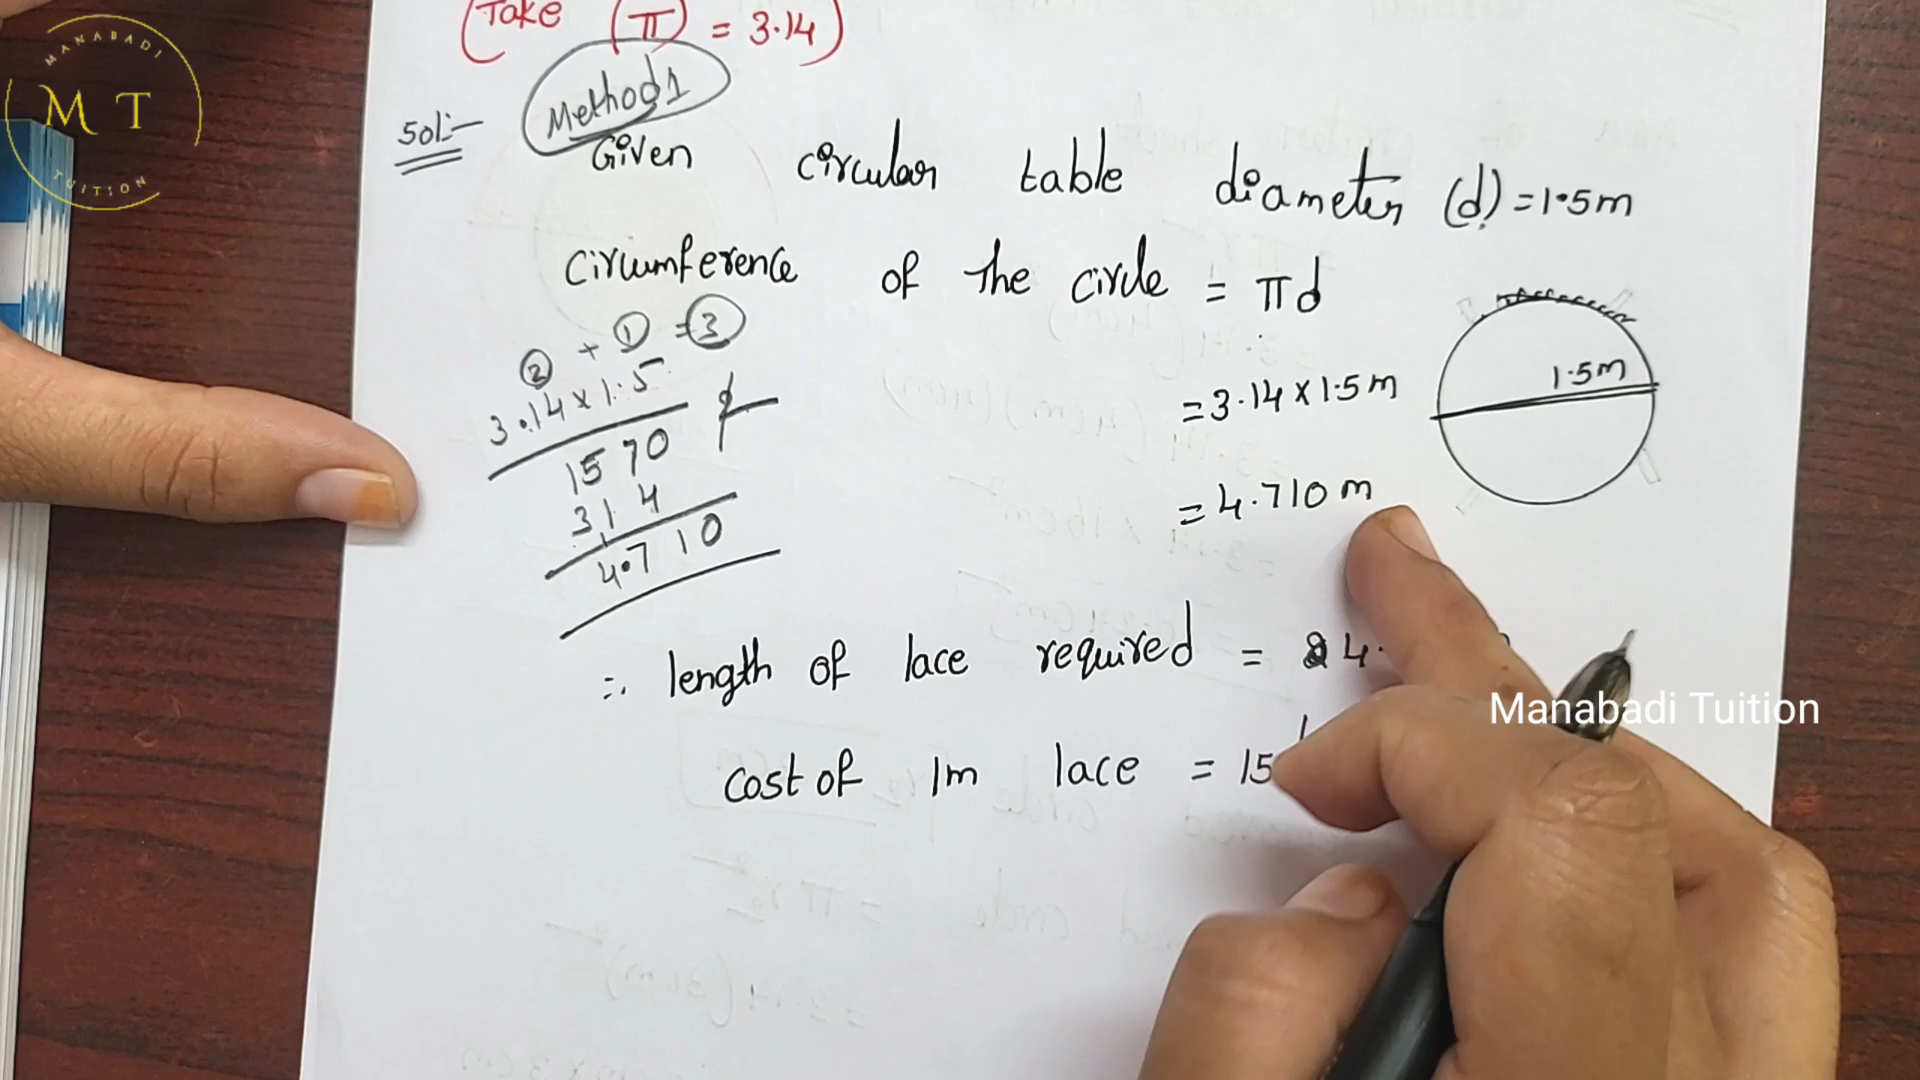 (Take (π) = 3.14)
MANABADI
MT
TUITION
Method 1
Sol:-
Given circular table diameter (d) = 1.5m
circumference of the circle = πd
② + ① = ③
3.14 × 1.5
1570
314
4.710
= 3.14 × 1.5 m
1.5m
= 4.710 m
∴ length of lace required = 4.
cost of 1m lace = 15
Manabadi Tuition